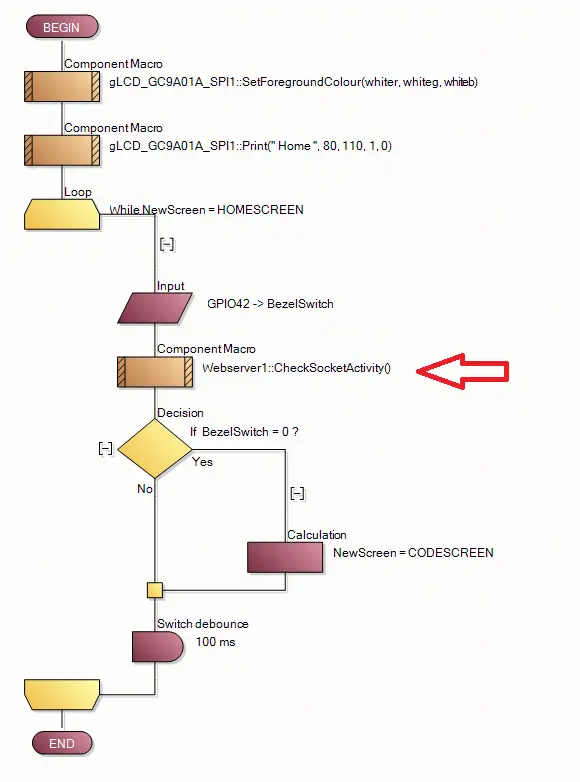 BEGIN
Component Macro
gLCD_GC9A01A_SPI1::SetForegroundColour(whiter, whiteg, whiteb)
Component Macro
gLCD_GC9A01A_SPI1::Print(" Home ", 80, 110, 1, 0)
Loop
While NewScreen = HOMESCREEN
[–]
Input
GPIO42 -> BezelSwitch
Component Macro
Webserver1::CheckSocketActivity()
Decision
If BezelSwitch = 0 ?
[–]
Yes
No
[–]
Calculation
NewScreen = CODESCREEN
Switch debounce
100 ms
END